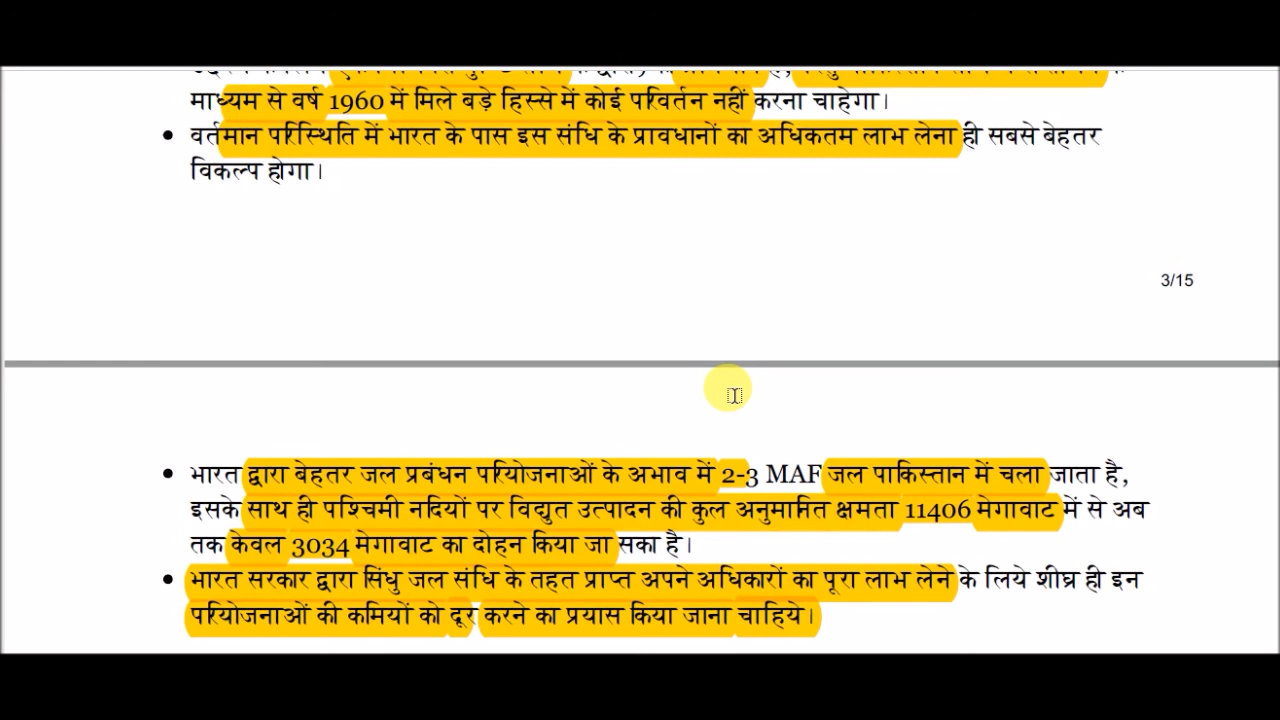 माध्यम से वर्ष 1960 में मिले बड़े हिस्से में कोई परिवर्तन नहीं करना चाहेगा।
• वर्तमान परिस्थिति में भारत के पास इस संधि के प्रावधानों का अधिकतम लाभ लेना ही सबसे बेहतर
विकल्प होगा।
3/15
• भारत द्वारा बेहतर जल प्रबंधन परियोजनाओं के अभाव में 2-3 MAF जल पाकिस्तान में चला जाता है,
इसके साथ ही पश्चिमी नदियों पर विद्युत उत्पादन की कुल अनुमानित क्षमता 11406 मेगावाट में से अब
तक केवल 3034 मेगावाट का दोहन किया जा सका है।
• भारत सरकार द्वारा सिंधु जल संधि के तहत प्राप्त अपने अधिकारों का पूरा लाभ लेने के लिये शीघ्र ही इन
परियोजनाओं की कमियों को दूर करने का प्रयास किया जाना चाहिये।